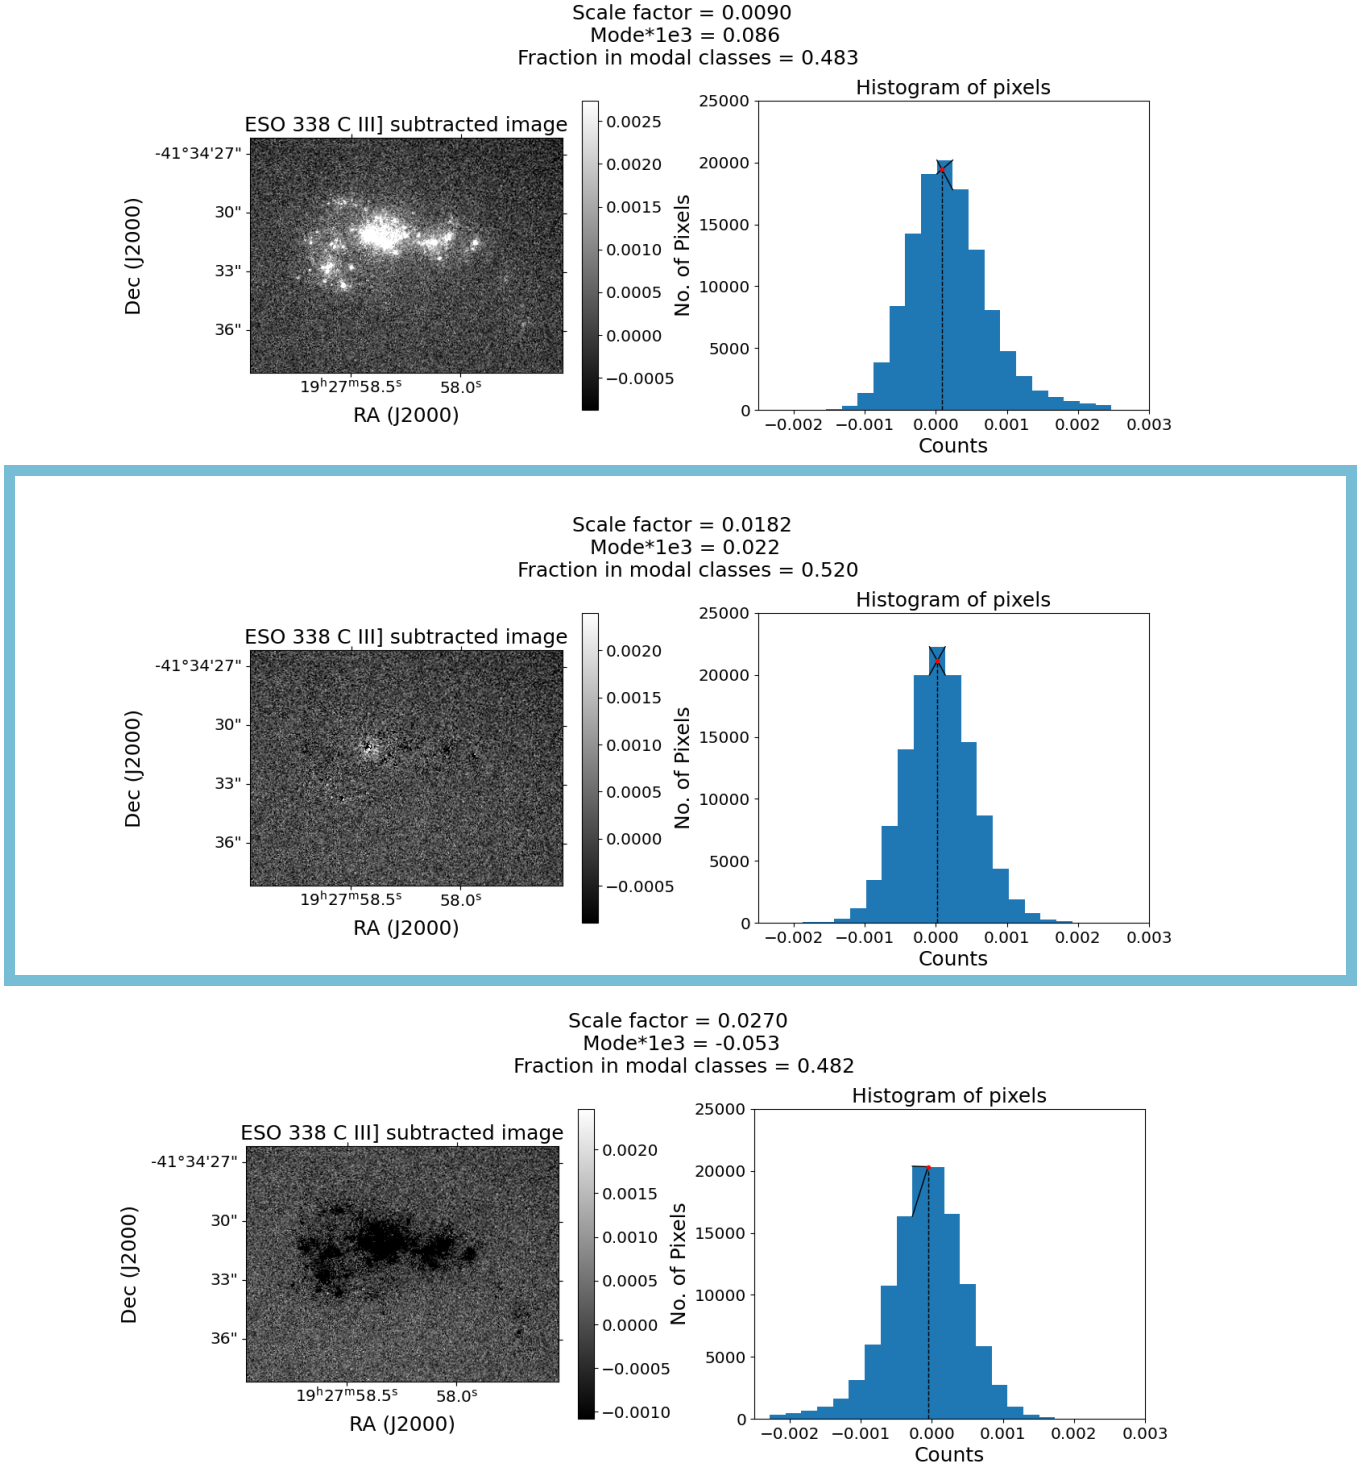 Scale factor = 0.0090
Mode*1e3 = 0.086
Fraction in modal classes = 0.483
ESO 338 C III] subtracted image
-41°34'27"
30"
33"
36"
Dec (J2000)
19ʰ27ᵐ58.5ˢ
58.0ˢ
RA (J2000)
0.0025
0.0020
0.0015
0.0010
0.0005
0.0000
−0.0005
Histogram of pixels
25000
20000
15000
10000
5000
0
No. of Pixels
−0.002
−0.001
0.000
0.001
0.002
0.003
Counts
Scale factor = 0.0182
Mode*1e3 = 0.022
Fraction in modal classes = 0.520
ESO 338 C III] subtracted image
-41°34'27"
30"
33"
36"
Dec (J2000)
19ʰ27ᵐ58.5ˢ
58.0ˢ
RA (J2000)
0.0020
0.0015
0.0010
0.0005
0.0000
−0.0005
Histogram of pixels
25000
20000
15000
10000
5000
0
No. of Pixels
−0.002
−0.001
0.000
0.001
0.002
0.003
Counts
Scale factor = 0.0270
Mode*1e3 = -0.053
Fraction in modal classes = 0.482
ESO 338 C III] subtracted image
-41°34'27"
30"
33"
36"
Dec (J2000)
19ʰ27ᵐ58.5ˢ
58.0ˢ
RA (J2000)
0.0020
0.0015
0.0010
0.0005
0.0000
−0.0005
−0.0010
Histogram of pixels
25000
20000
15000
10000
5000
0
No. of Pixels
−0.002
−0.001
0.000
0.001
0.002
0.003
Counts